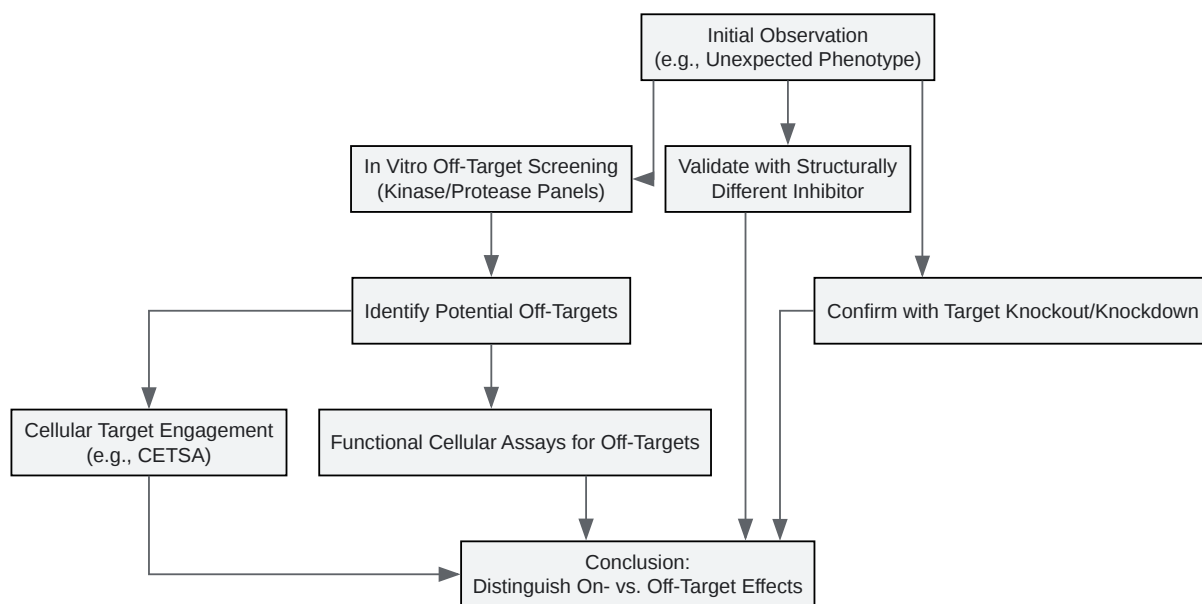 Initial Observation
(e.g., Unexpected Phenotype)
In Vitro Off-Target Screening
(Kinase/Protease Panels)
Validate with Structurally
Different Inhibitor
Identify Potential Off-Targets
Confirm with Target Knockout/Knockdown
Cellular Target Engagement
(e.g., CETSA)
Functional Cellular Assays for Off-Targets
Conclusion:
Distinguish On- vs. Off-Target Effects